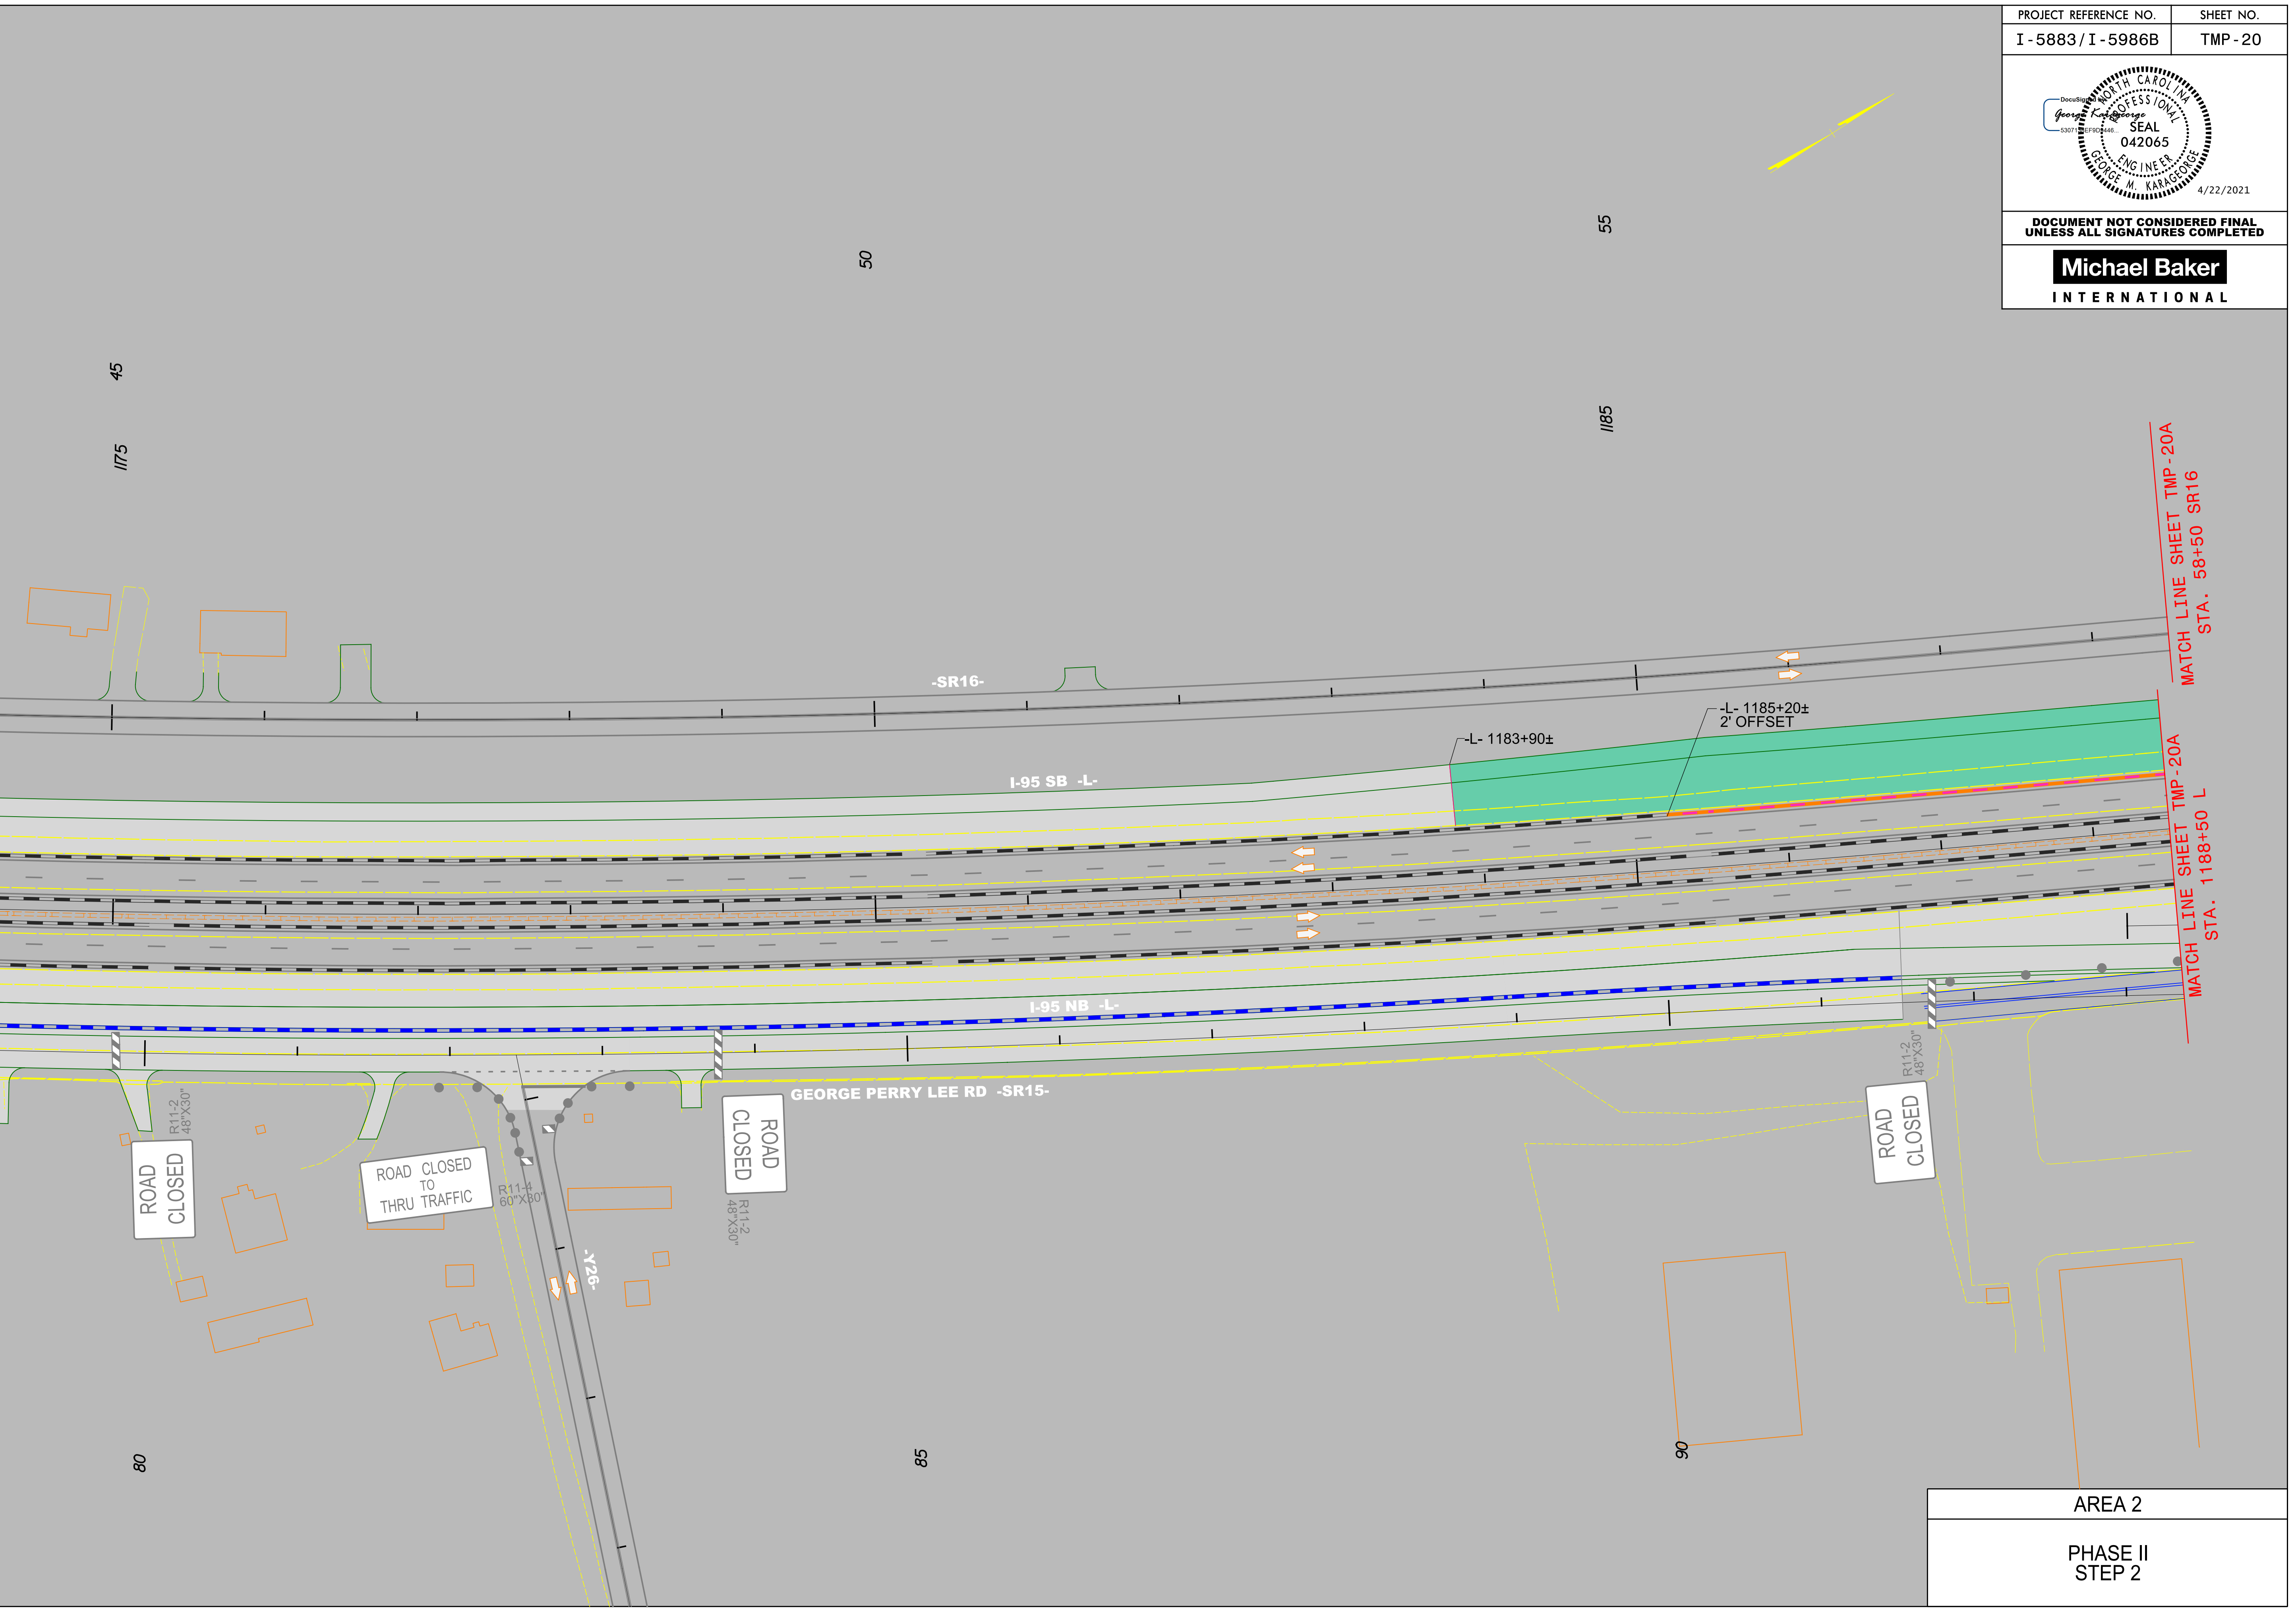 PROJECT REFERENCE NO.
SHEET NO.
I-5883/I-5986B
TMP-20
NORTH CAROLINA
PROFESSIONAL
SEAL
042065
ENGINEER
GEORGE M. KARAGEORGE
George Karageorge
4/22/2021
DOCUMENT NOT CONSIDERED FINAL
UNLESS ALL SIGNATURES COMPLETED
Michael Baker
INTERNATIONAL
45
50
55
1175
1185
MATCH LINE SHEET TMP-20A
STA. 58+50 SR16
-SR16-
-L- 1185+20±
2' OFFSET
-L- 1183+90±
I-95 SB -L-
MATCH LINE SHEET TMP-20A
STA. 1188+50 L
I-95 NB -L-
GEORGE PERRY LEE RD -SR15-
R11-2
48"X30"
ROAD
CLOSED
ROAD CLOSED
TO
THRU TRAFFIC
R11-4
60"X30"
ROAD
CLOSED
R11-2
48"X30"
R11-2
48"X30"
ROAD
CLOSED
-Y26-
80
85
90
AREA 2
PHASE II
STEP 2